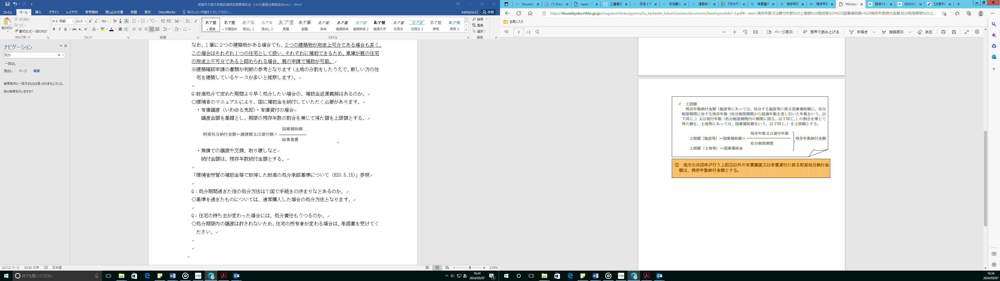 尾鷲市太陽光発電設備等設置費補助金 Q&A(審査会質疑追加ver.) - Word
ファイル ホーム 挿入 デザイン レイアウト 参考資料 差し込み文書 校閲 表示 DocuWorks 実行したい作業を入力してください... kankyou12 共有
貼り付け
切り取り
コピー
書式のコピー/貼り付け
クリップボード
ＭＳ 明朝 10.5
フォント
段落
あア亜 標準
あア亜 行間詰め
あア亜 見出し 1
あア亜 見出し 2
あア亜 表題
あア亜 副題
あア亜 斜体
あア亜 強調斜体
あア亜 強調斜体 2
あア亜 強調太字
あア亜 引用文
あア亜 引用文 2
あア亜 参照
あア亜 参照 2
スタイル
検索
置換
選択
編集
ナビゲーション
処分
一致なし
見出し ページ 結果
検索条件に一致するものは見つかりませんでした。
別の検索を行いますか?
なお、１筆に２つの建築物がある場合でも、２つの建築物が用途上可分である場合も多く、
この場合はそれぞれ１つの住宅として扱い、それぞれに補助できるため、車庫が親の住宅
の用途上不可分であると認められる場合、親の申請で補助が可能。
※建築確認申請の書類が判断の参考となります（土地の分割をしたうえで、新しい方の住
宅を建築しているケースが多いと推察します）。
Q:財産処分で定めた期間より早く処分したい場合の、補助金返還義務はあるのか。
○環境省のマニュアルにより、国に補助金を納付していただく必要があります。
・有償譲渡（いわゆる売却）・有償貸付の場合
譲渡金額を基礎とし、期限の残存年数の割合を乗じて得た額を上限額とする。
国庫補助額
財産処分納付金額＝譲渡額又は貸付額×
総事業費
・無償での譲渡や交換、取り壊しなど
納付金額は、残存年数納付金額とする。
「環境省所管の補助金等で取得した財産の処分承認基準について（H20.5.15）」参照
Q：処分期間過ぎた後の処分方法は？国で手続きの決まりなどあるのか。
○基準を過ぎたものについては、通常購入した場合の処分方法となります。
Q：住宅の持ち主が変わった場合には、処分責任もうつるのか。
○処分期限内の譲渡は許されないため、住宅の所有者が変わる場合は、承諾書を受けてく
ださい。
12/12 ページ 8136 文字 日本語 130%
何でも聞いてください
16:34
2024/03/07
Discord (1) Disco input - フ 三重県尾 住宅１戸 住宅敷地 建築物 用 有償譲渡 残存年数 残存年数 Microsof 既存スト 0000355 【文部科
https://kouseikyoku.mhlw.go.jp/chugokushikoku/gyomu/bu_ka/kenko_fukushi/zaisan/documents/besshiyoushiki1-3.pdf#:~:text=残存年数又は貸付年数%20上限額%28施設等%29%3D国庫補助額×%20残存年数納付金額,処分制限期間%20上...
お気に入り
2 / 2 ページ表示 音声で読み上げる 手描き 強調表示 消去
イ 上限額
残存年数納付金額（施設等にあっては、処分する施設等に係る国庫補助額に、処分
制限期間に対する残存年数（処分制限期間から経過年数を差し引いた年数をいう。以
下同じ。）又は貸付年数（処分制限期間内の期間に限る。以下同じ。）の割合を乗じて
得た額を、土地等にあっては、国庫補助額をいう。以下同じ。）を上限額とする。
残存年数又は貸付年数
上限額（施設等）＝国庫補助額×
残存年数納付金額
処分制限期間
上限額（土地等）＝国庫補助金
② 地方公共団体が行う上記①以外の有償譲渡又は有償貸付に係る財産処分納付金
額は、残存年数納付金額とする。
16:34
2024/03/07